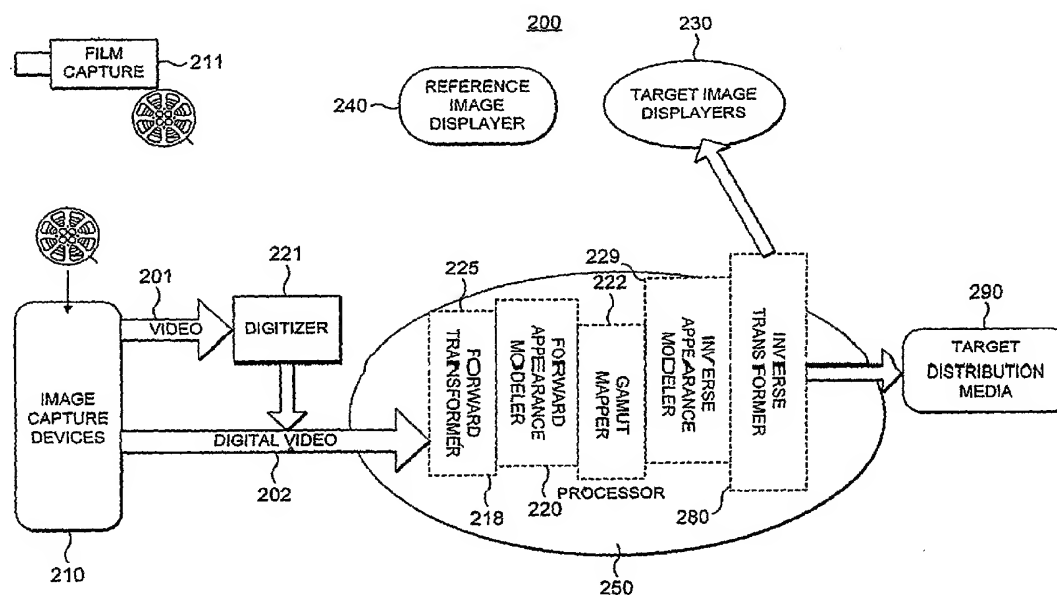 200
FILM
CAPTURE
211
240
REFERENCE
IMAGE
DISPLAYER
230
TARGET IMAGE
DISPLAYERS
201
VIDEO
221
DIGITIZER
IMAGE
CAPTURE
DEVICES
DIGITAL VIDEO
202
210
225
FORWARD
TRANSFORMER
218
FORWARD
APPEARANCE
MODELER
220
222
GAMUT
MAPPER
229
INVERSE
APPEARANCE
MODELER
INVERSE
TRANSFORMER
280
PROCESSOR
250
290
TARGET
DISTRIBUTION
MEDIA